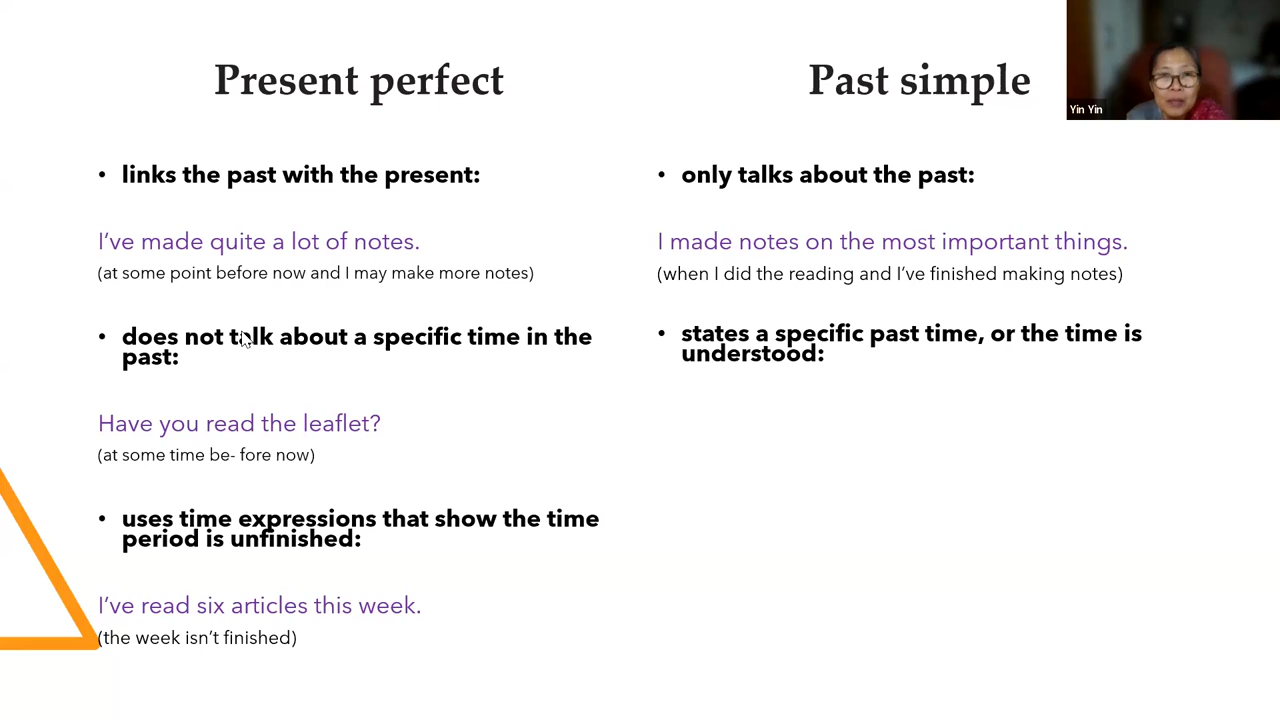 Present perfect
• links the past with the present:
I've made quite a lot of notes.
(at some point before now and I may make more notes)
• does not talk about a specific time in the
past:
Have you read the leaflet?
(at some time be- fore now)
• uses time expressions that show the time
period is unfinished:
I've read six articles this week.
(the week isn't finished)
Past simple
• only talks about the past:
I made notes on the most important things.
(when I did the reading and I've finished making notes)
• states a specific past time, or the time is
understood:
Yin Yin